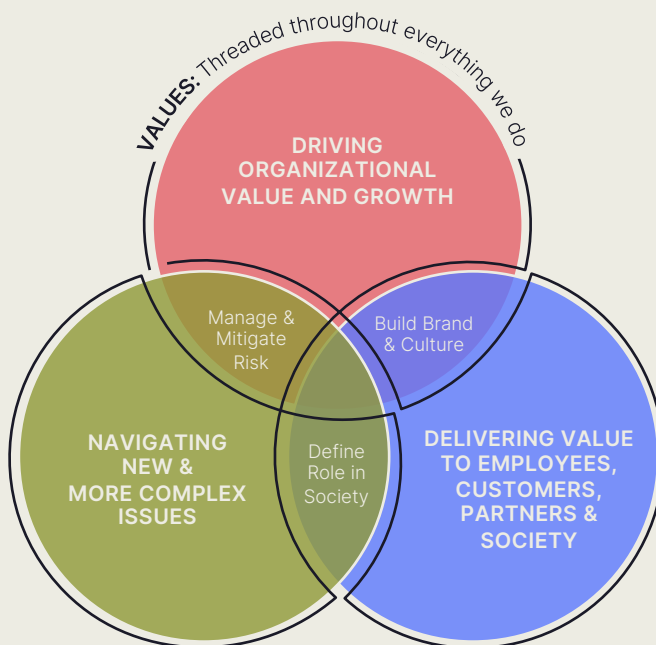 VALUES: Threaded throughout everything we do
DRIVING
ORGANIZATIONAL
VALUE AND GROWTH
Manage &
Mitigate
Risk
Build Brand
& Culture
NAVIGATING
NEW &
MORE COMPLEX
ISSUES
Define
Role in
Society
DELIVERING VALUE
TO EMPLOYEES,
CUSTOMERS,
PARTNERS &
SOCIETY